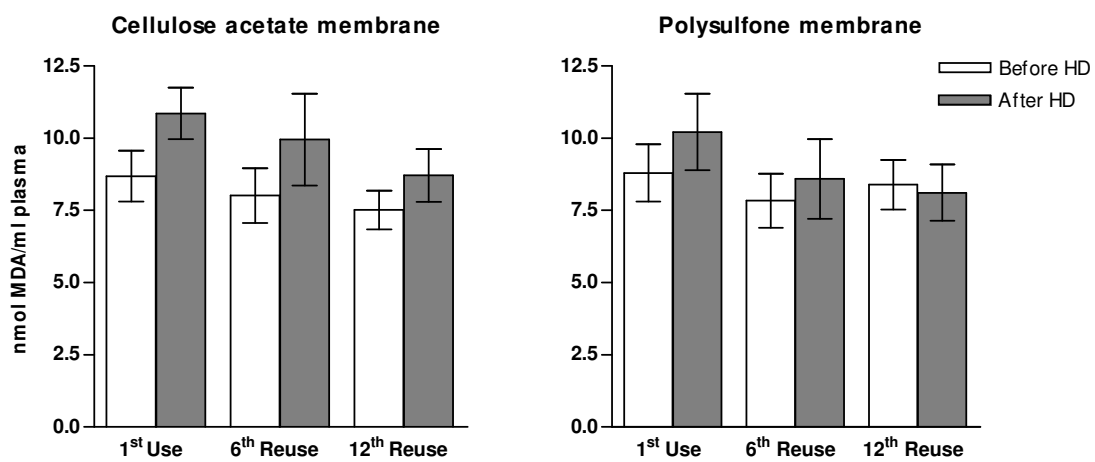 Cellulose acetate membrane
nmol MDA/ml plasma
12.5
10.0
7.5
5.0
2.5
0.0
1st Use 6th Reuse 12th Reuse
Polysulfone membrane
12.5
10.0
7.5
5.0
2.5
0.0
1st Use 6th Reuse 12th Reuse
Before HD
After HD